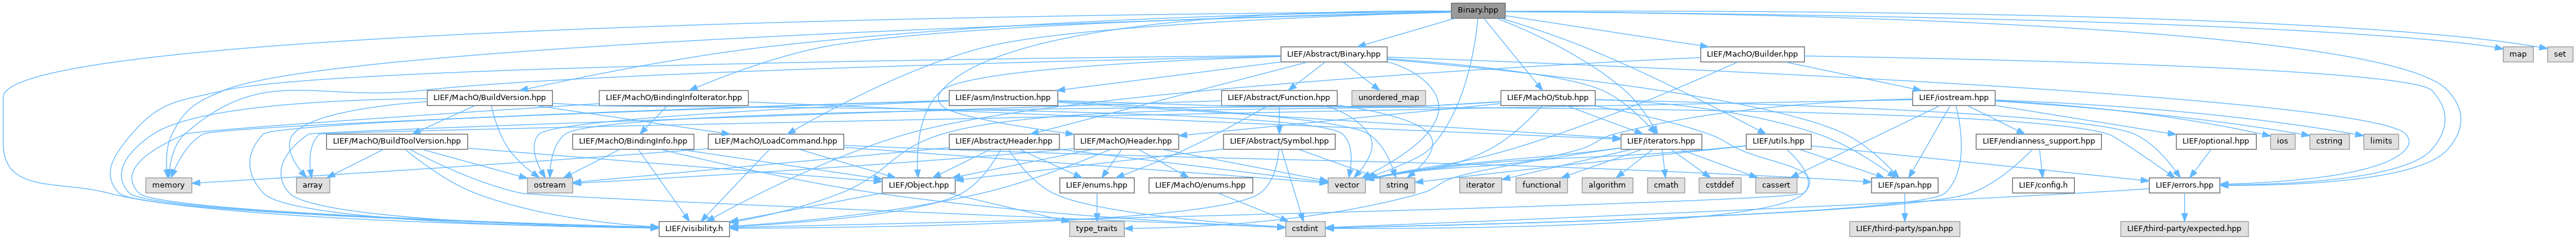 Binary.hpp
LIEF/Abstract/Binary.hpp
LIEF/MachO/Builder.hpp
map
set
LIEF/MachO/BuildVersion.hpp
LIEF/MachO/BindingInfoIterator.hpp
LIEF/asm/Instruction.hpp
LIEF/Abstract/Function.hpp
unordered_map
LIEF/MachO/Stub.hpp
LIEF/iostream.hpp
LIEF/MachO/BuildToolVersion.hpp
LIEF/MachO/BindingInfo.hpp
LIEF/MachO/LoadCommand.hpp
LIEF/Abstract/Header.hpp
LIEF/MachO/Header.hpp
LIEF/Abstract/Symbol.hpp
LIEF/iterators.hpp
LIEF/utils.hpp
LIEF/endianness_support.hpp
LIEF/optional.hpp
ios
cstring
limits
memory
array
ostream
LIEF/Object.hpp
LIEF/enums.hpp
LIEF/MachO/enums.hpp
vector
string
iterator
functional
algorithm
cmath
cstddef
cassert
LIEF/span.hpp
LIEF/config.h
LIEF/errors.hpp
LIEF/visibility.h
type_traits
cstdint
LIEF/third-party/span.hpp
LIEF/third-party/expected.hpp